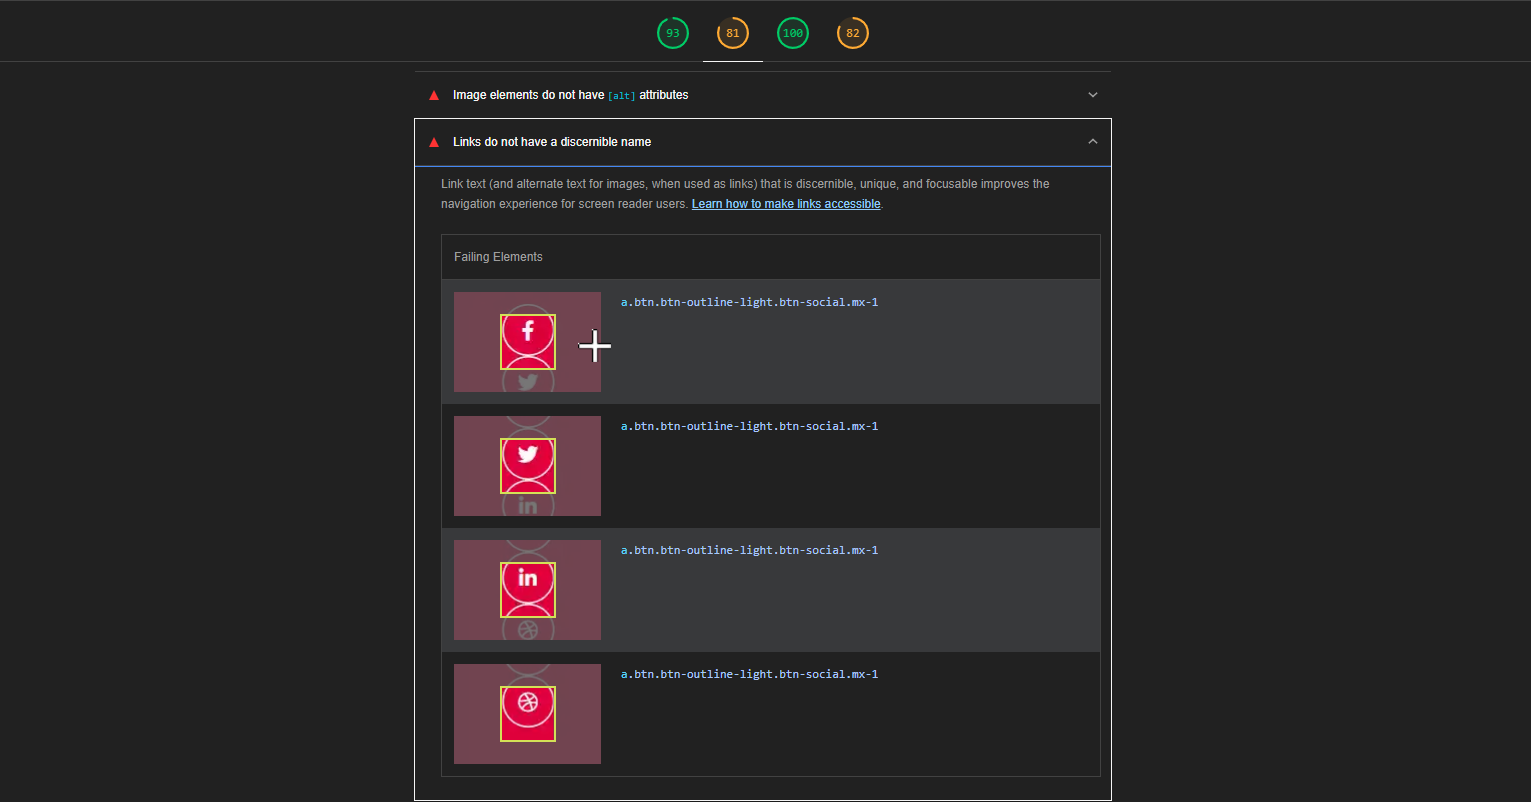 93 81 100 82
Image elements do not have [alt] attributes
Links do not have a discernible name
Link text (and alternate text for images, when used as links) that is discernible, unique, and focusable improves the
navigation experience for screen reader users. Learn how to make links accessible.
Failing Elements
a.btn.btn-outline-light.btn-social.mx-1
f
a.btn.btn-outline-light.btn-social.mx-1
in
a.btn.btn-outline-light.btn-social.mx-1
in
a.btn.btn-outline-light.btn-social.mx-1